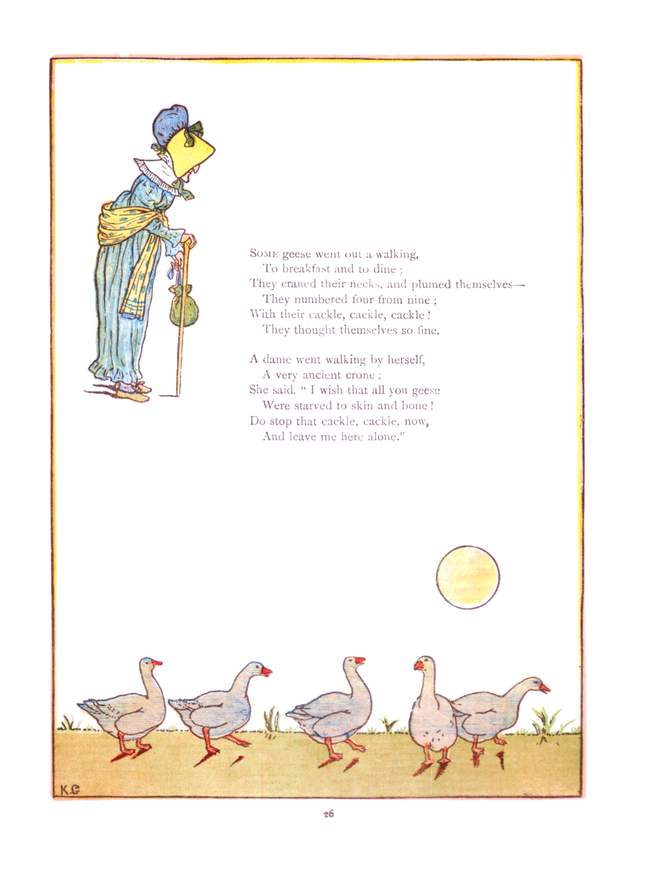 SOME geese went out a-walking,
To breakfast and to dine ;
They craned their necks, and plumed themselves—
They numbered four from nine ;
With their cackle, cackle, cackle !
They thought themselves so fine.
A dame went walking by herself,
A very ancient crone ;
She said, " I wish that all you geese
Were starved to skin and bone !
Do stop that cackle, cackle, now,
And leave me here alone."
K.G
26